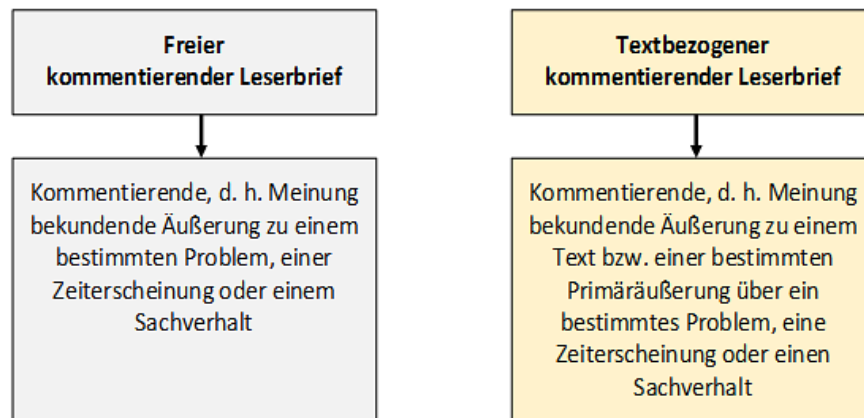 Freier
kommentierender Leserbrief
Kommentierende, d. h. Meinung
bekundende Äußerung zu einem
bestimmten Problem, einer
Zeiterscheinung oder einem
Sachverhalt
Textbezogener
kommentierender Leserbrief
Kommentierende, d. h. Meinung
bekundende Äußerung zu einem
Text bzw. einer bestimmten
Primäräußerung über ein
bestimmtes Problem, eine
Zeiterscheinung oder einen
Sachverhalt